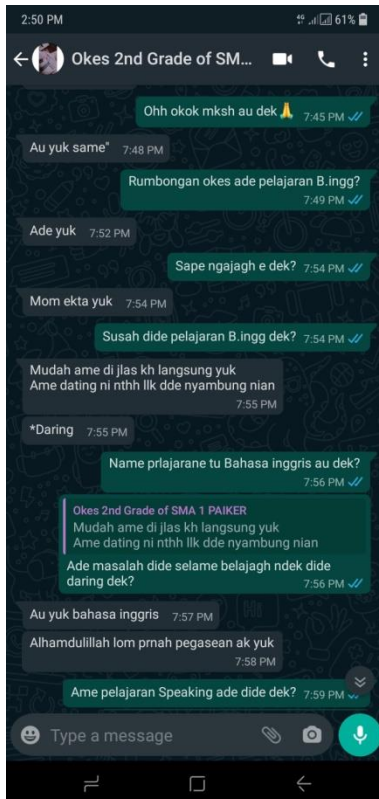 2:50 PM
4G 61%
Okes 2nd Grade of SM...
Ohh okok mksh au dek 🙏
7:45 PM
Au yuk same"
7:48 PM
Rumbongan okes ade pelajaran B.ingg?
7:49 PM
Ade yuk
7:52 PM
Sape ngajagh e dek?
7:54 PM
Mom ekta yuk
7:54 PM
Susah dide pelajaran B.ingg dek?
7:54 PM
Mudah ame di jlas kh langsung yuk
Ame dating ni nthh llk dde nyambung nian
7:55 PM
*Daring
7:55 PM
Name prlajarane tu Bahasa inggris au dek?
7:56 PM
Okes 2nd Grade of SMA 1 PAIKER
Mudah ame di jlas kh langsung yuk
Ame dating ni nthh llk dde nyambung nian
Ade masalah dide selame belajagh ndek dide
daring dek?
7:56 PM
Au yuk bahasa inggris
7:57 PM
Alhamdulillah lom prnah pegasean ak yuk
7:58 PM
Ame pelajaran Speaking ade dide dek?
7:59 PM
Type a message